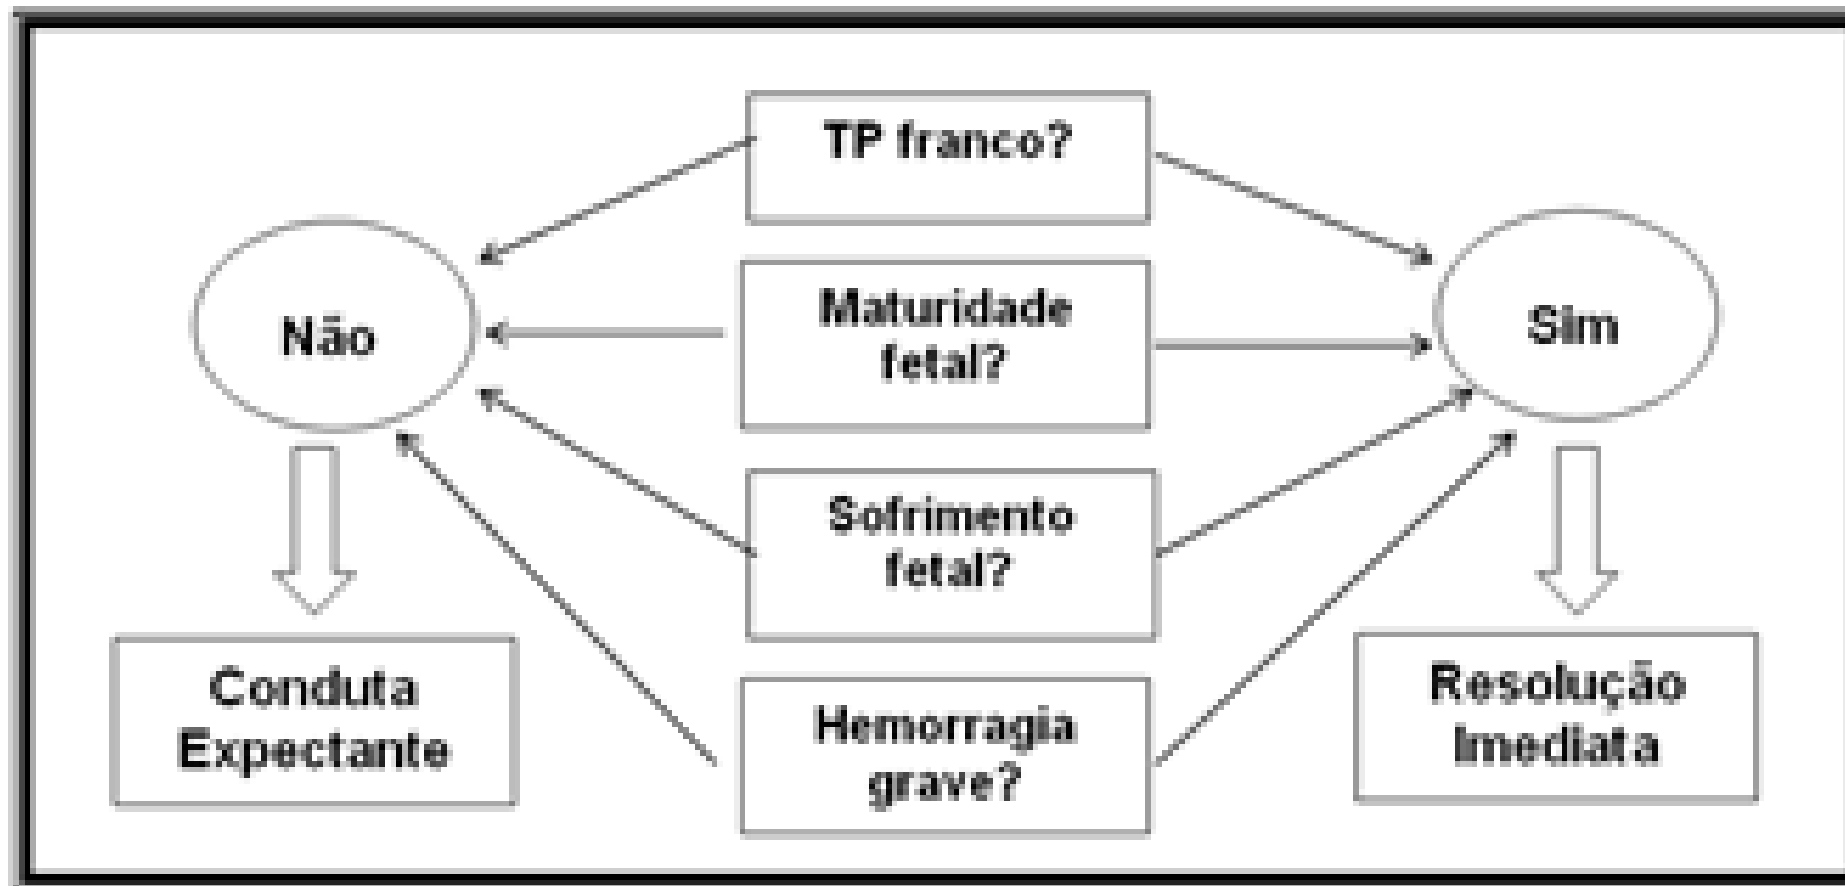 TP franco?
Não
Maturidade
fetal?
Sim
Sofrimento
fetal?
Conduta
Expectante
Hemorragia
grave?
Resolução
Imediata